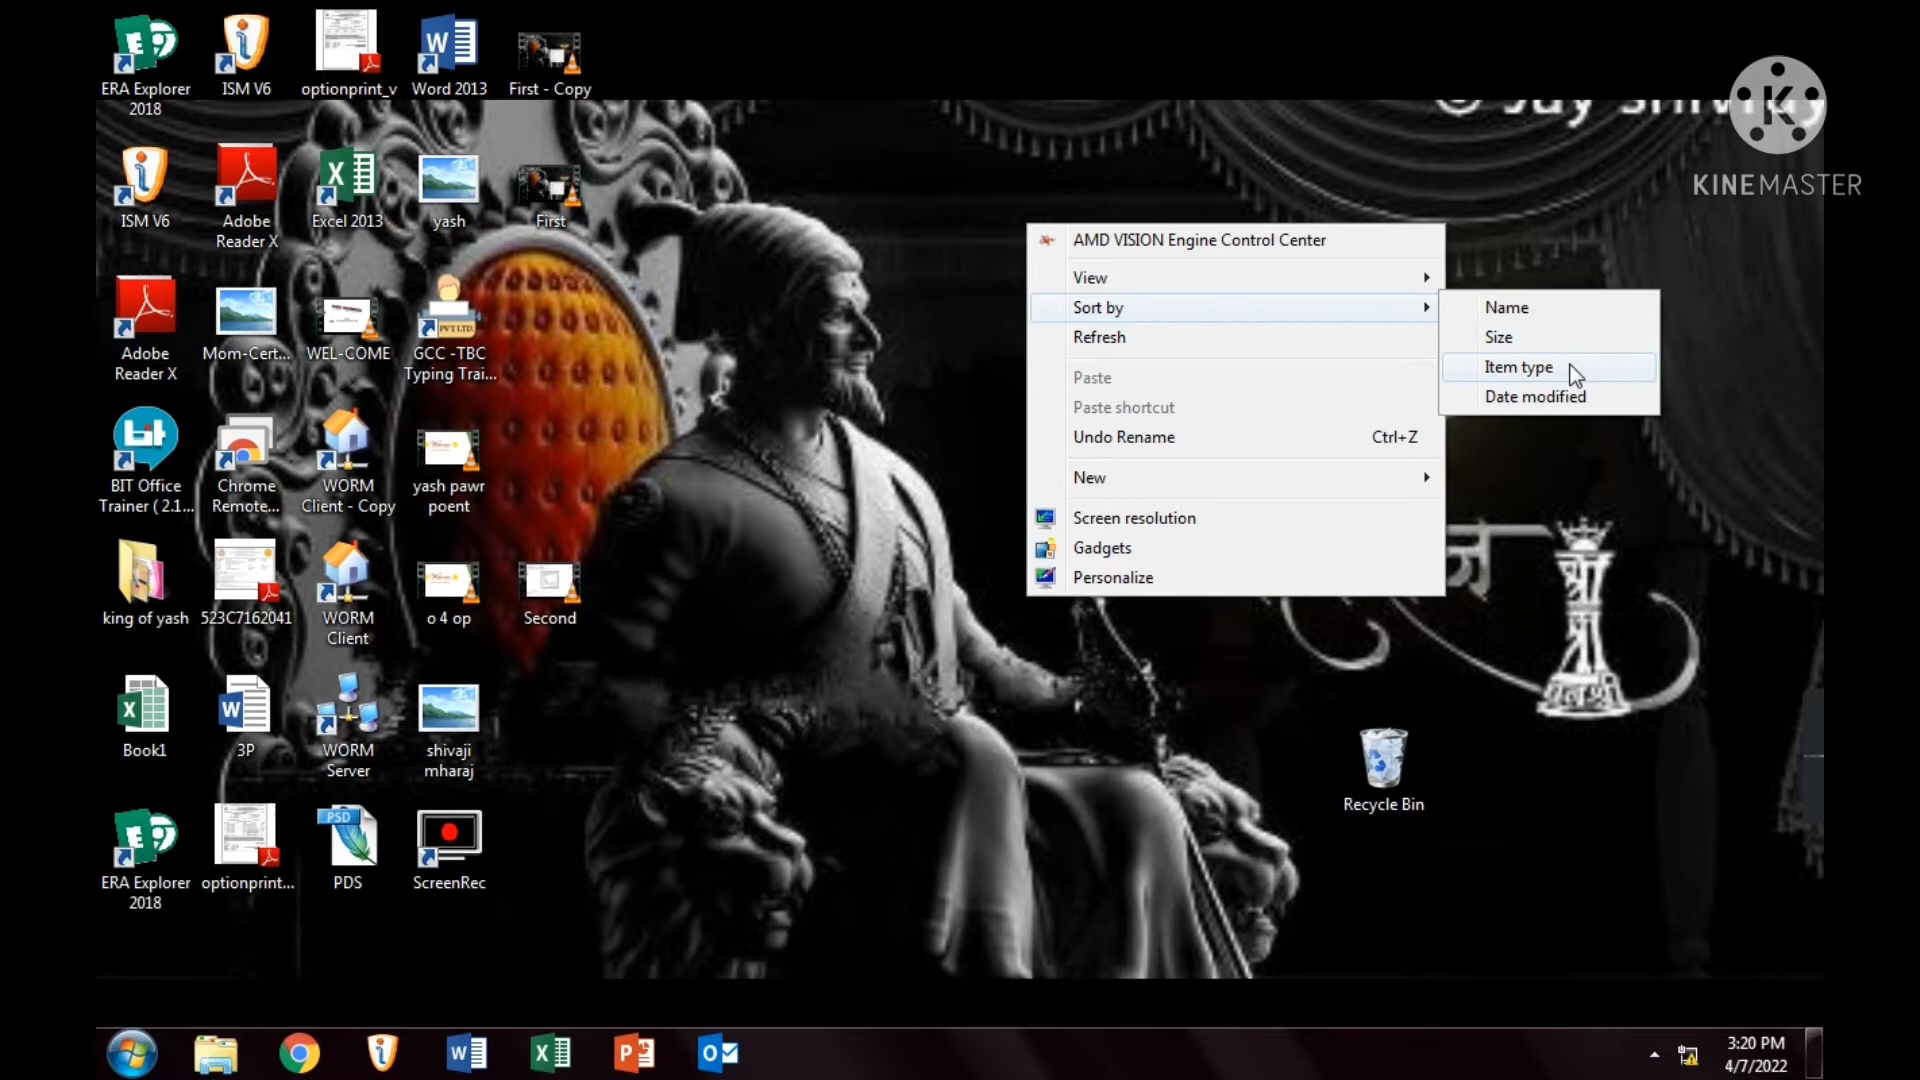 ERA Explorer
2018
ISM V6
optionprint_v
Word 2013
First - Copy
KINEMASTER
ISM V6
Adobe
Reader X
Excel 2013
yash
First
Adobe
Reader X
Mom-Cert...
WEL-COME
PVT.LTD.
GCC -TBC
Typing Trai...
BIT Office
Trainer ( 2.1...
Chrome
Remote...
WORM
Client - Copy
yash pawr
poent
king of yash
523C7162041
WORM
Client
o 4 op
Second
Book1
3P
WORM
Server
shivaji
mharaj
ERA Explorer
2018
optionprint...
PSD
PDS
ScreenRec
AMD VISION Engine Control Center
View
Sort by
Refresh
Paste
Paste shortcut
Undo Rename Ctrl+Z
New
Screen resolution
Gadgets
Personalize
Name
Size
Item type
Date modified
Recycle Bin
3:20 PM
4/7/2022